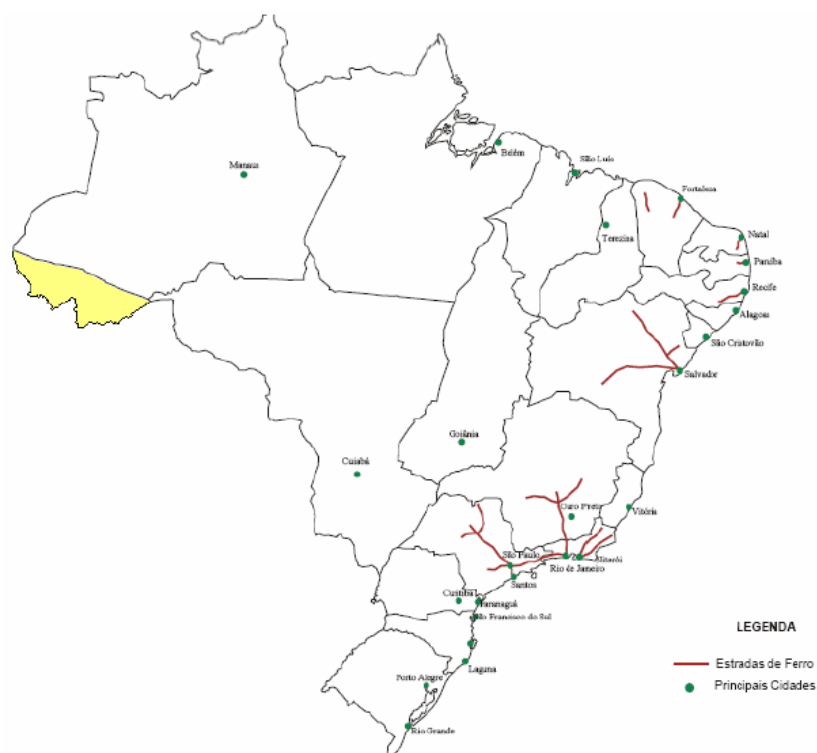 Belém
São Luis
Manaus
Fortaleza
Terezina
Natal
Paraíba
Recife
Alagoas
São Cristovão
Salvador
Goiânia
Cuiabá
Ouro Preto
Vitória
São Paulo
Niterói
Rio de Janeiro
Santos
Curitiba
Paranaguá
São Francisco do Sul
Laguna
Porto Alegre
Rio Grande
LEGENDA
Estradas de Ferro
Principais Cidades